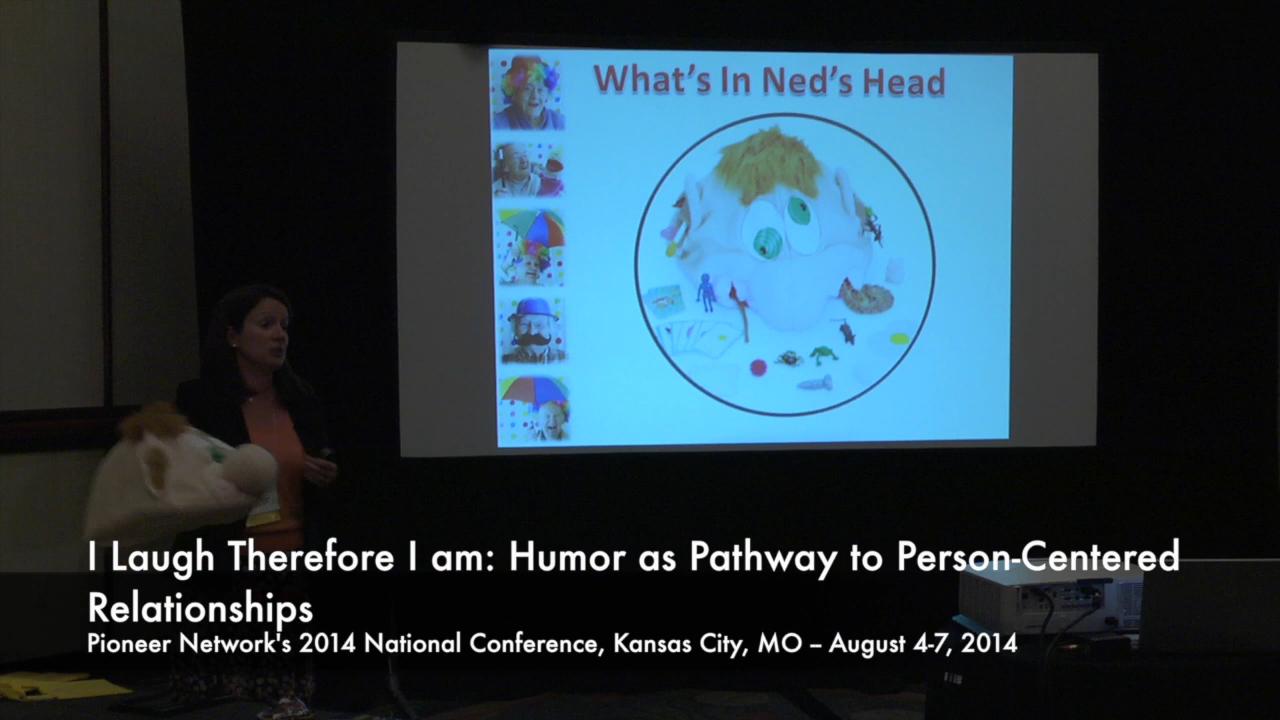 What's In Ned's Head
I Laugh Therefore I am: Humor as Pathway to Person-Centered
Relationships
Pioneer Network's 2014 National Conference, Kansas City, MO – August 4-7, 2014